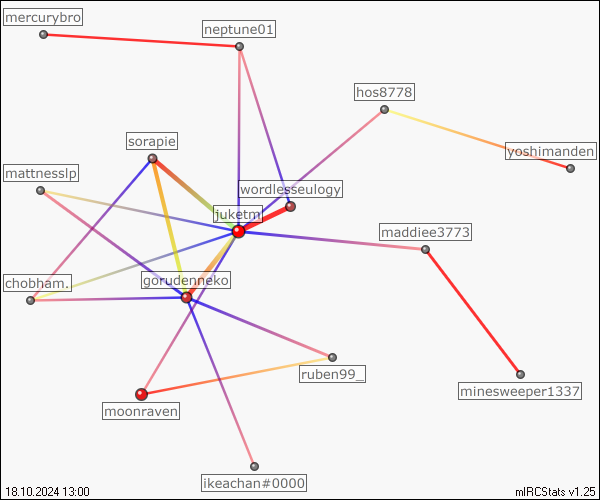 mercurybro
neptune01
hos8778
sorapie
yoshimanden
mattnesslp
wordlesseulogy
juketm
maddiee3773
chobham.
gorudenneko
ruben99_
minesweeper1337
moonraven
ikeachan#0000
18.10.2024 13:00
mIRCStats v1.25